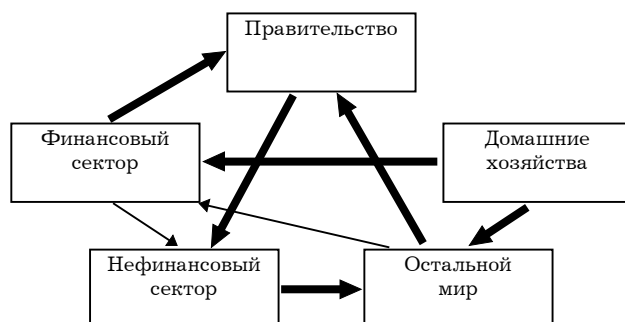 Правительство
Финансовый
сектор
Домашние
хозяйства
Нефинансовый
сектор
Остальной
мир